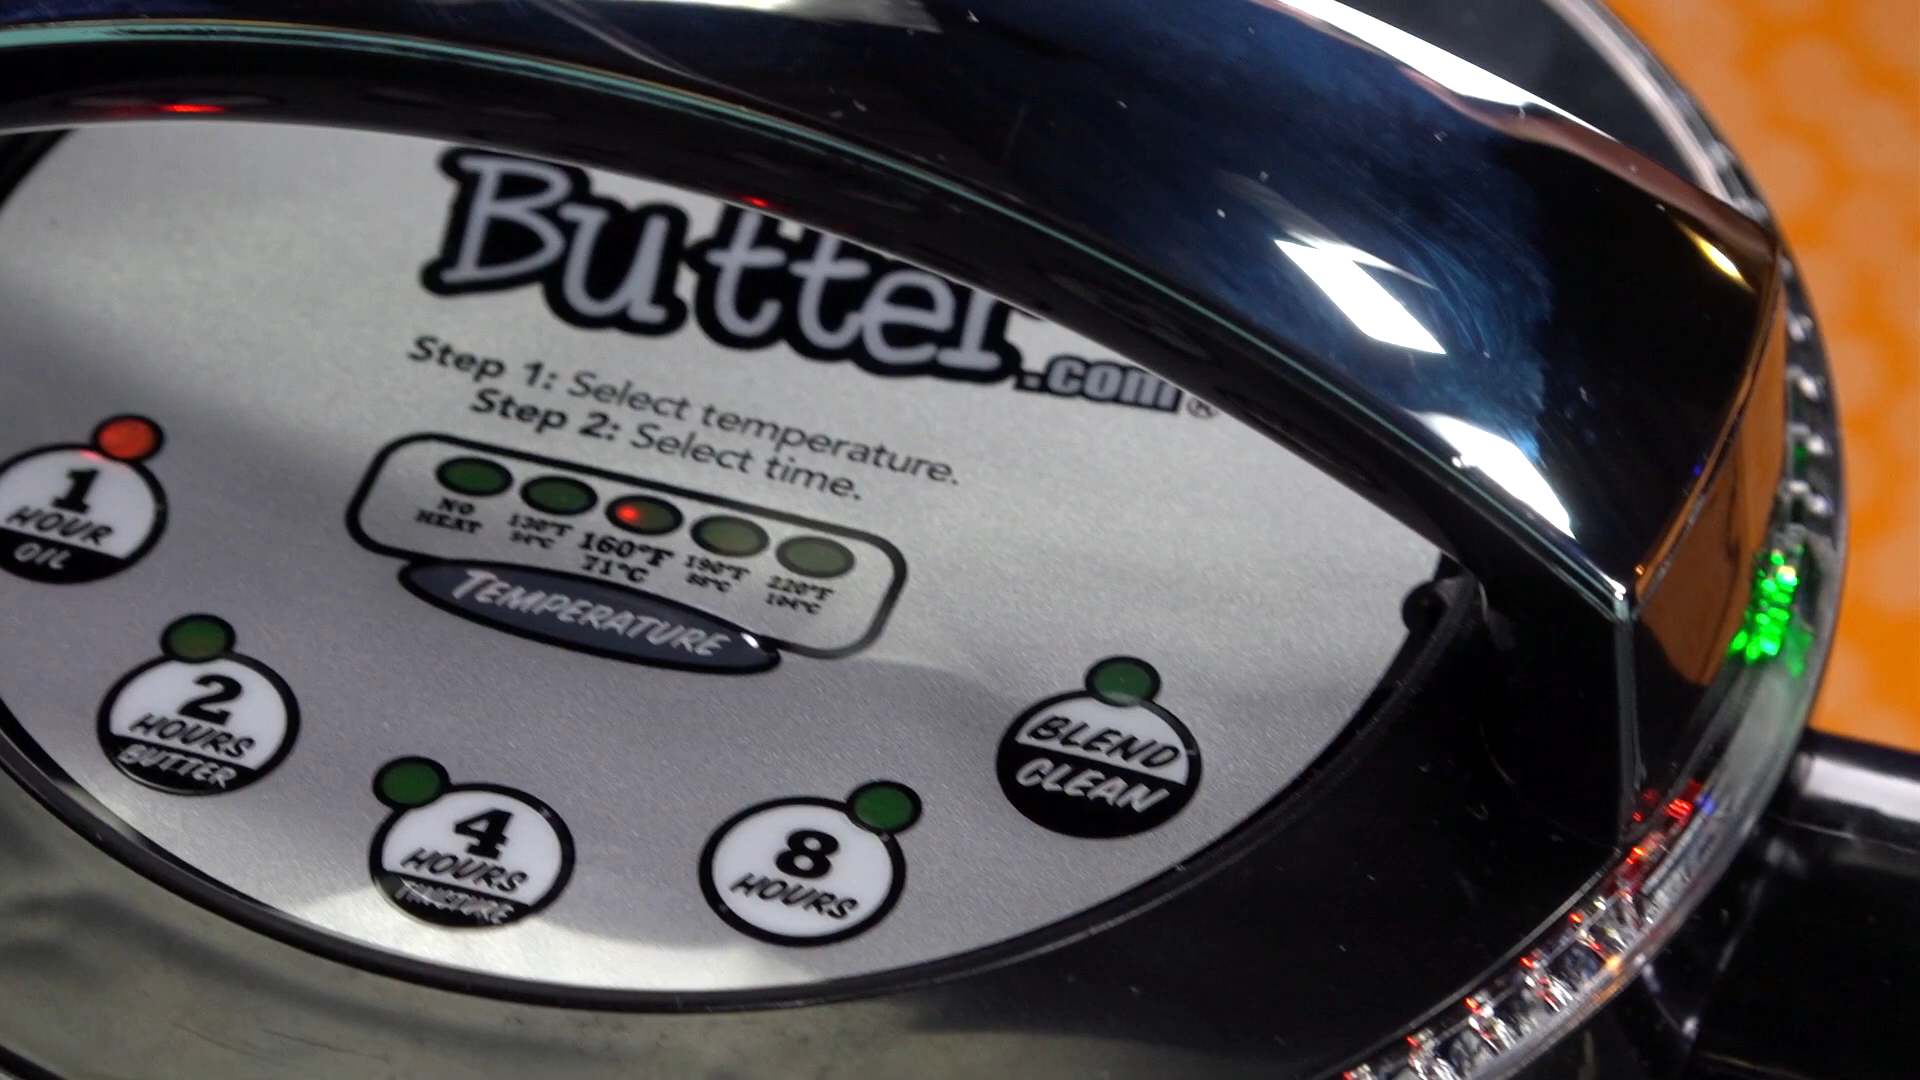 Butter
.com®
Step 1: Select temperature.
Step 2: Select time.
NO
HEAT
130°F
54°C
160°F
71°C
190°F
88°C
220°F
104°C
TEMPERATURE
1
HOUR
OIL
2
HOURS
BUTTER
4
HOURS
TINCTURE
8
HOURS
BLEND
CLEAN